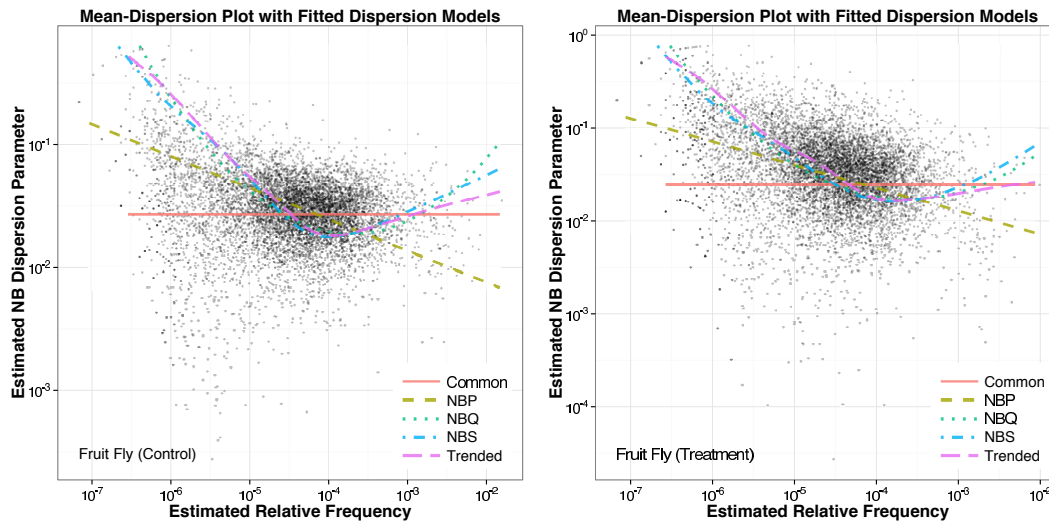 Mean-Dispersion Plot with Fitted Dispersion Models
Estimated NB Dispersion Parameter
10⁻¹
10⁻²
10⁻³
Common
NBP
NBQ
NBS
Trended
Fruit Fly (Control)
10⁻⁷
10⁻⁶
10⁻⁵
10⁻⁴
10⁻³
10⁻²
Estimated Relative Frequency
Mean-Dispersion Plot with Fitted Dispersion Models
Estimated NB Dispersion Parameter
10⁰
10⁻¹
10⁻²
10⁻³
10⁻⁴
Common
NBP
NBQ
NBS
Trended
Fruit Fly (Treatment)
10⁻⁷
10⁻⁶
10⁻⁵
10⁻⁴
10⁻³
Estimated Relative Frequency